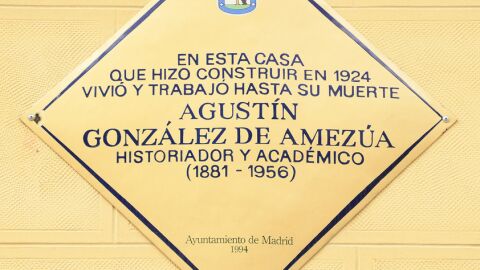 EN ESTA CASA
QUE HIZO CONSTRUIR EN 1924
VIVIÓ Y TRABAJÓ HASTA SU MUERTE
AGUSTÍN
GONZÁLEZ DE AMEZÚA
HISTORIADOR Y ACADÉMICO
(1881 - 1956)
Ayuntamiento de Madrid
1994